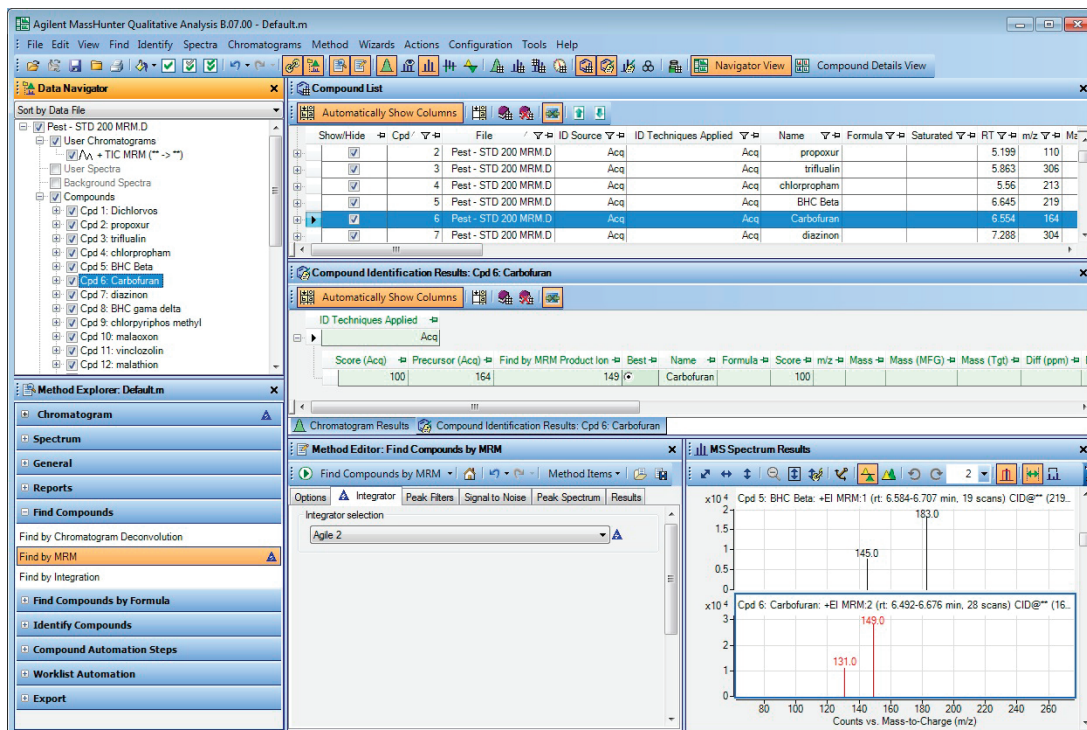 Agilent MassHunter Qualitative Analysis B.07.00 - Default.m
File Edit View Find Identify Spectra Chromatograms Method Wizards Actions Configuration Tools Help
Navigator View Compound Details View
Data Navigator
Sort by Data File
Pest - STD 200 MRM.D
User Chromatograms
+ TIC MRM (** -> **)
User Spectra
Background Spectra
Compounds
Cpd 1: Dichlorvos
Cpd 2: propoxur
Cpd 3: triflualin
Cpd 4: chlorpropham
Cpd 5: BHC Beta
Cpd 6: Carbofuran
Cpd 7: diazinon
Cpd 8: BHC gama delta
Cpd 9: chlorpyriphos methyl
Cpd 10: malaoxon
Cpd 11: vinclozolin
Cpd 12: malathion
Method Explorer: Default.m
Chromatogram
Spectrum
General
Reports
Find Compounds
Find by Chromatogram Deconvolution
Find by MRM
Find by Integration
Find Compounds by Formula
Identify Compounds
Compound Automation Steps
Worklist Automation
Export
Compound List
Automatically Show Columns
Show/Hide Cpd File ID Source ID Techniques Applied Name Formula Saturated RT m/z Ma
2 Pest - STD 200 MRM.D Acq Acq propoxur 5.199 110
3 Pest - STD 200 MRM.D Acq Acq triflualin 5.863 306
4 Pest - STD 200 MRM.D Acq Acq chlorpropham 5.56 213
5 Pest - STD 200 MRM.D Acq Acq BHC Beta 6.645 219
6 Pest - STD 200 MRM.D Acq Acq Carbofuran 6.554 164
7 Pest - STD 200 MRM.D Acq Acq diazinon 7.288 304
Compound Identification Results: Cpd 6: Carbofuran
Automatically Show Columns
ID Techniques Applied
Acq
Score (Acq) Precursor (Acq) Find by MRM Product Ion Best Name Formula Score m/z Mass Mass (MFG) Mass (Tgt) Diff (ppm)
100 164 149 Carbofuran 100
Chromatogram Results Compound Identification Results: Cpd 6: Carbofuran
Method Editor: Find Compounds by MRM
Find Compounds by MRM Method Items
Options Integrator Peak Filters Signal to Noise Peak Spectrum Results
Integrator selection
Agile 2
MS Spectrum Results
2
x10 4 Cpd 5: BHC Beta: +EI MRM:1 (rt: 6.584-6.707 min, 19 scans) CID@** (219...
2
183.0
1.5
1
145.0
0.5
0
x10 4 Cpd 6: Carbofuran: +EI MRM:2 (rt: 6.492-6.676 min, 28 scans) CID@** (16...
3
149.0
2
131.0
1
0
80 100 120 140 160 180 200 220 240 260
Counts vs. Mass-to-Charge (m/z)